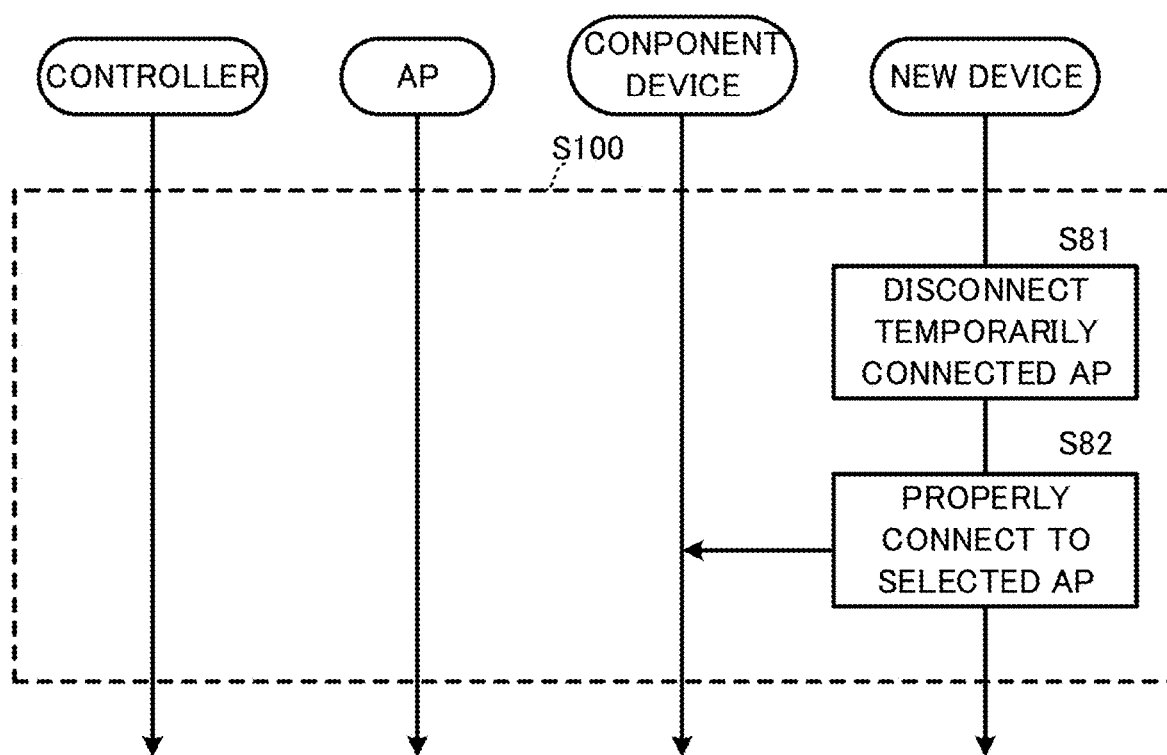 CONTROLLER
AP
CONPONENT
DEVICE
NEW DEVICE
S100
S81
DISCONNECT
TEMPORARILY
CONNECTED AP
S82
PROPERLY
CONNECT TO
SELECTED AP